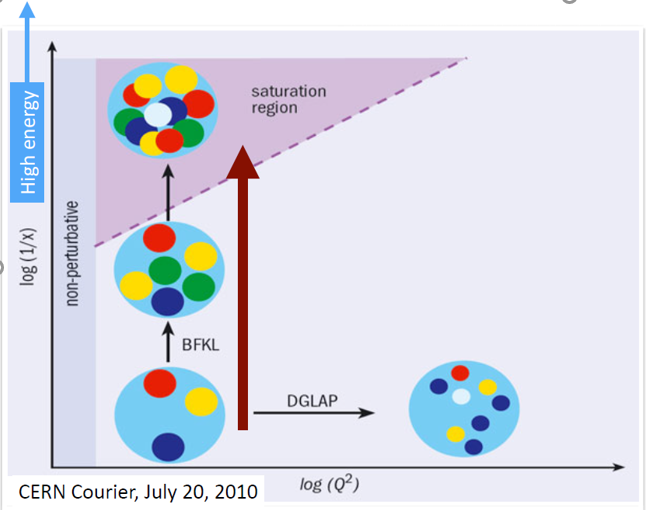 High energy
saturation
region
log (1/x)
non-perturbative
BFKL
DGLAP
CERN Courier, July 20, 2010
log (Q²)